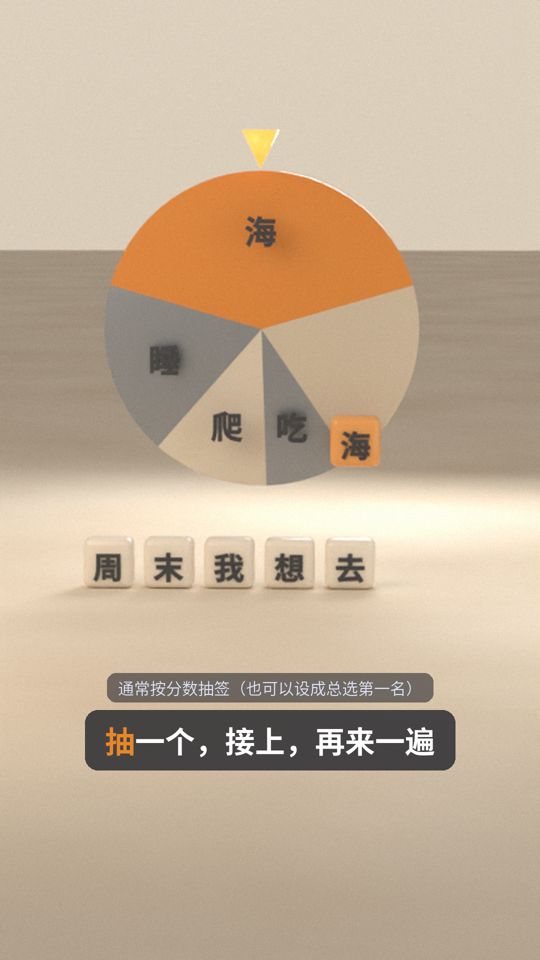 海
睡
爬 吃
海
周 末 我 想 去
通常按分数抽签（也可以设成总选第一名）
抽一个，接上，再来一遍